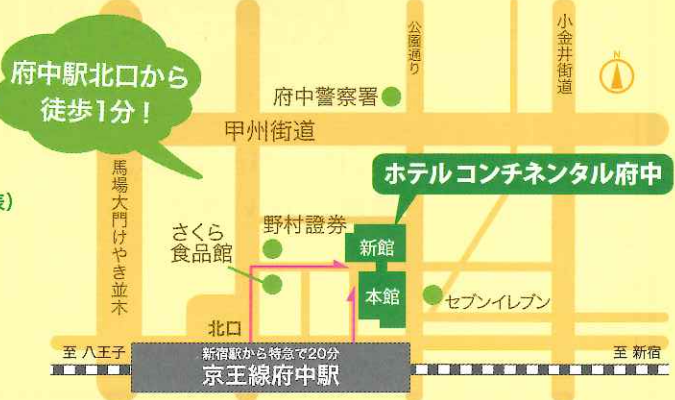 府中駅北口から
徒歩1分！
公園通り
小金井街道
N
府中警察署
甲州街道
馬場大門けやき並木
ホテル コンチネンタル府中
表）
さくら
食品館
野村證券
新館
本館
セブンイレブン
北口
至 八王子
新宿駅から特急で20分
京王線府中駅
至 新宿